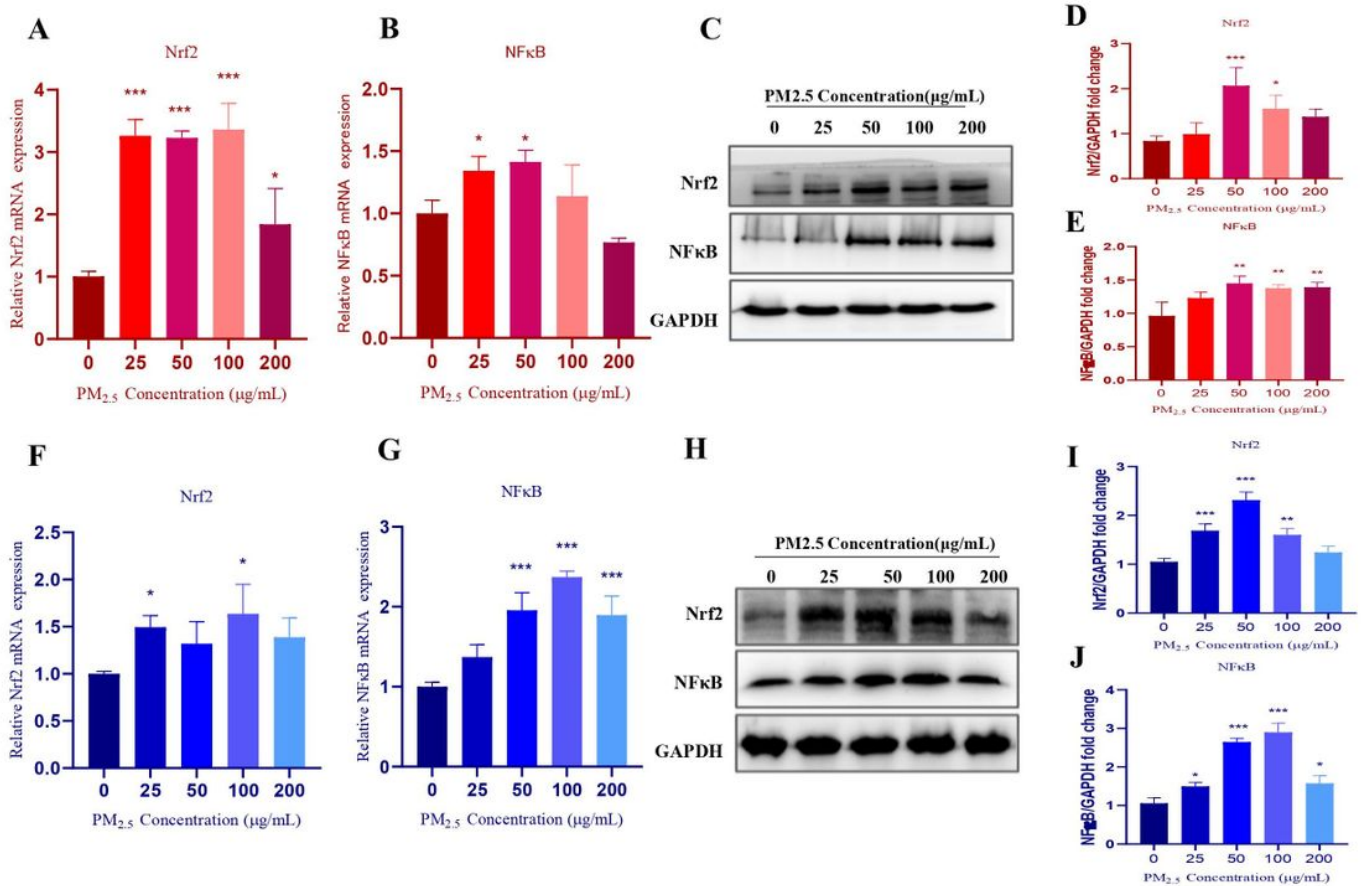 A
Nrf2
Relative Nrf2 mRNA expression
4
3
2
1
0
***
***
***
*
0 25 50 100 200
PM2.5 Concentration (µg/mL)
B
NFκB
Relative NFκB mRNA expression
2.0
1.5
1.0
0.5
0.0
*
*
0 25 50 100 200
PM2.5 Concentration (µg/mL)
C
PM2.5 Concentration(µg/mL)
0 25 50 100 200
Nrf2
NFκB
GAPDH
D
Nrf2
Nrf2/GAPDH fold change
3
2
1
0
***
*
0 25 50 100 200
PM2.5 Concentration (µg/mL)
E
NFκB
NFκB/GAPDH fold change
2.0
1.5
1.0
0.5
0.0
**
**
**
0 25 50 100 200
PM2.5 Concentration (µg/mL)
F
Nrf2
Relative Nrf2 mRNA expression
2.5
2.0
1.5
1.0
0.5
0.0
*
*
0 25 50 100 200
PM2.5 Concentration (µg/mL)
G
NFκB
Relative NFκB mRNA expression
3
2
1
0
***
***
***
0 25 50 100 200
PM2.5 Concentration (µg/mL)
H
PM2.5 Concentration(µg/mL)
0 25 50 100 200
Nrf2
NFκB
GAPDH
I
Nrf2
Nrf2/GAPDH fold change
3
2
1
0
***
***
**
0 25 50 100 200
PM2.5 Concentration (µg/mL)
J
NFκB
NFκB/GAPDH fold change
4
3
2
1
0
*
***
***
*
0 25 50 100 200
PM2.5 Concentration (µg/mL)